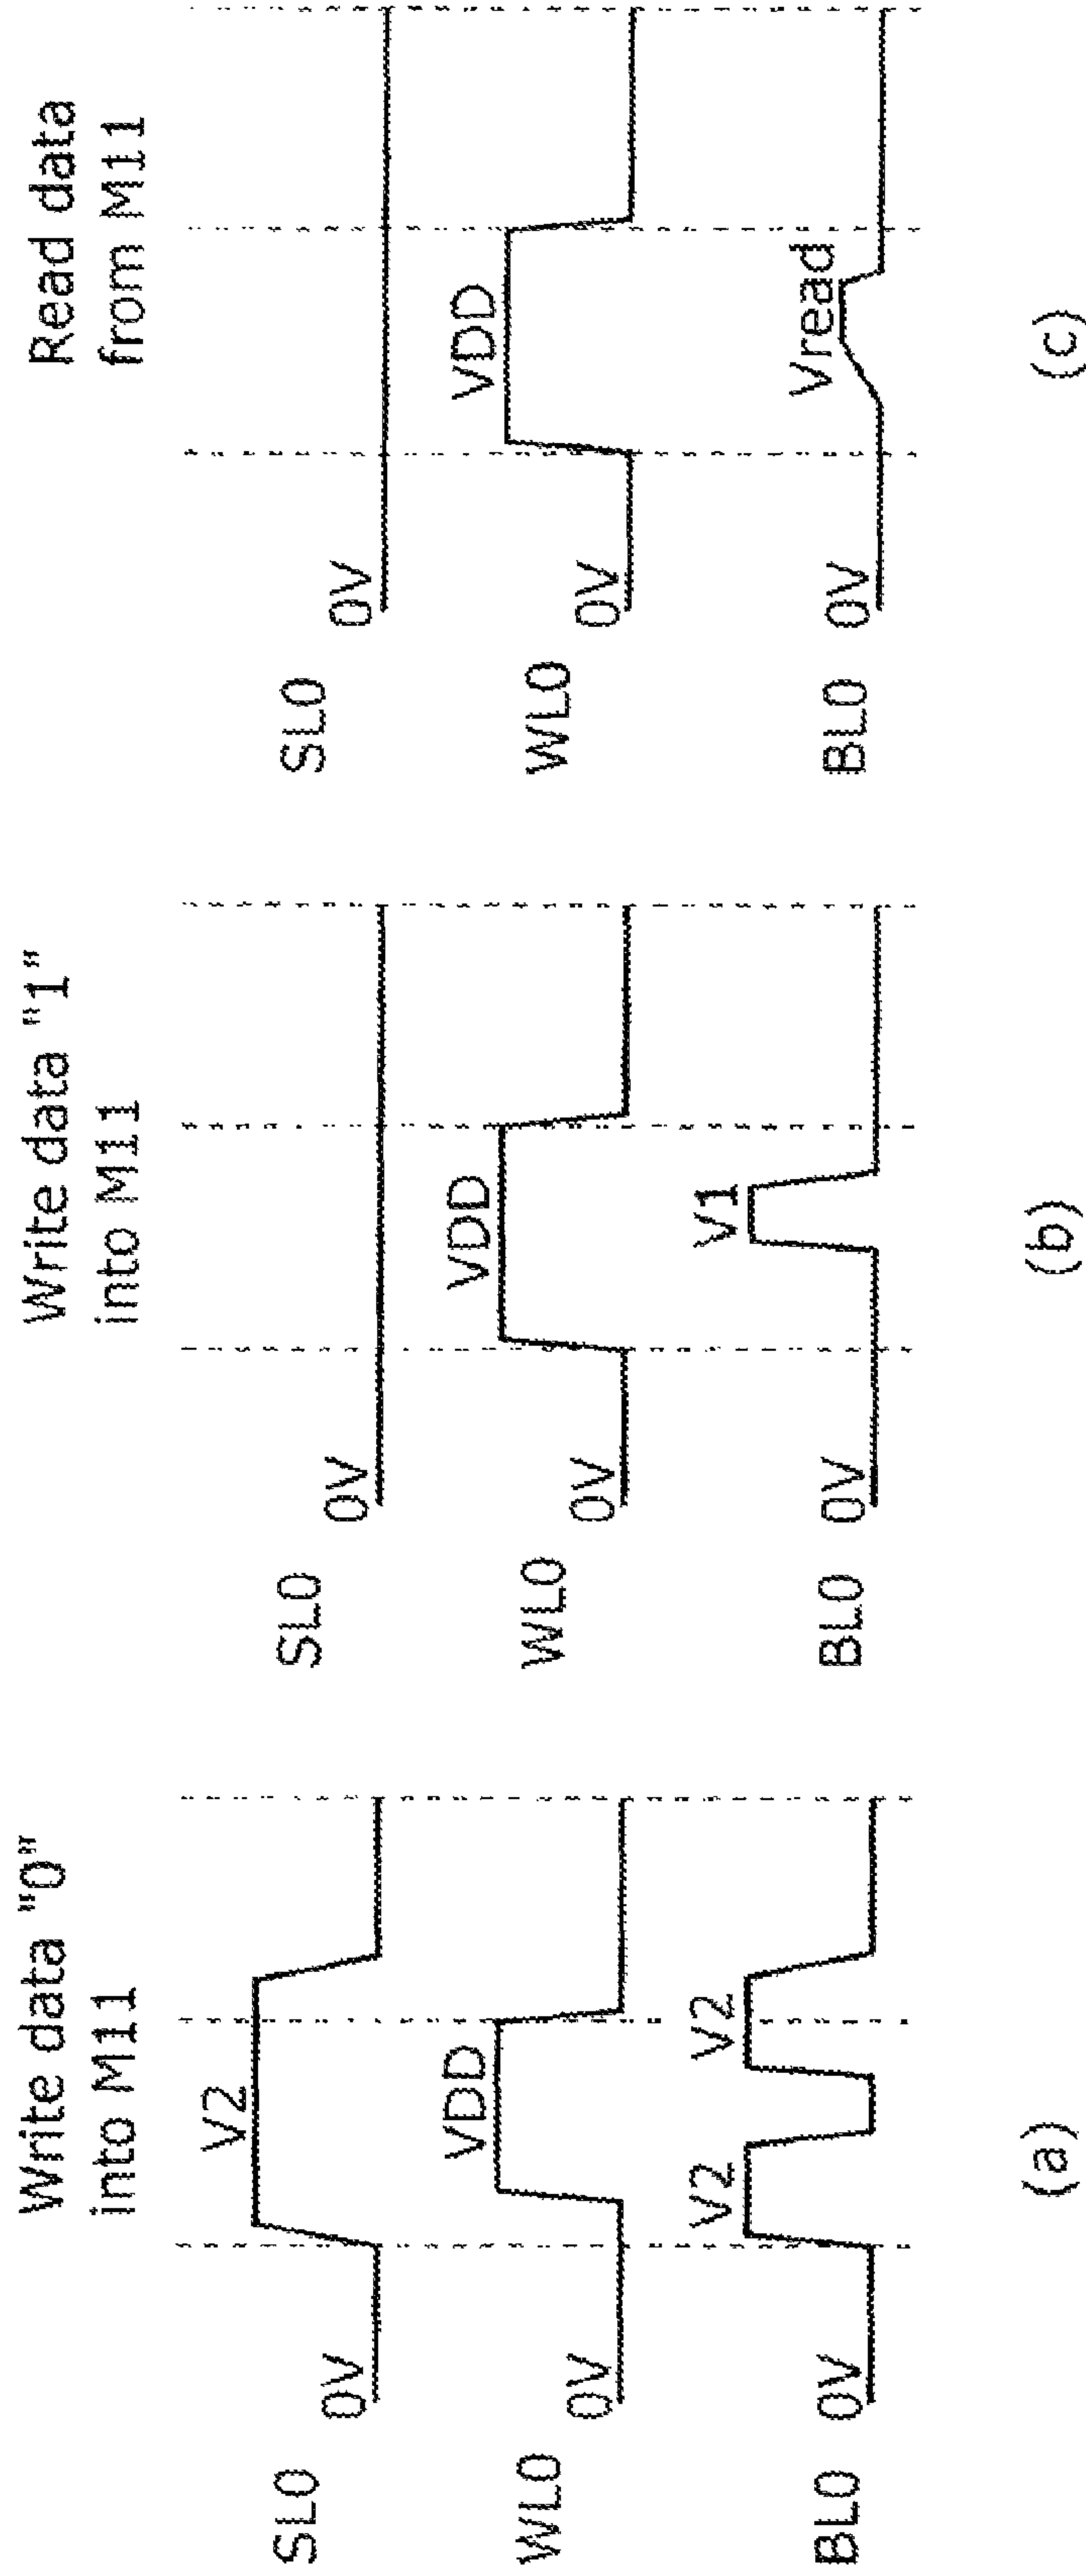 Write data "0"
into M11
SL0
0V
V2
WL0
0V
VDD
BL0
0V
V2
V2
(a)
Write data "1"
into M11
SL0
0V
WL0
0V
VDD
BL0
0V
V1
(b)
Read data
from M11
SL0
0V
WL0
0V
VDD
BL0
0V
Vread
(c)